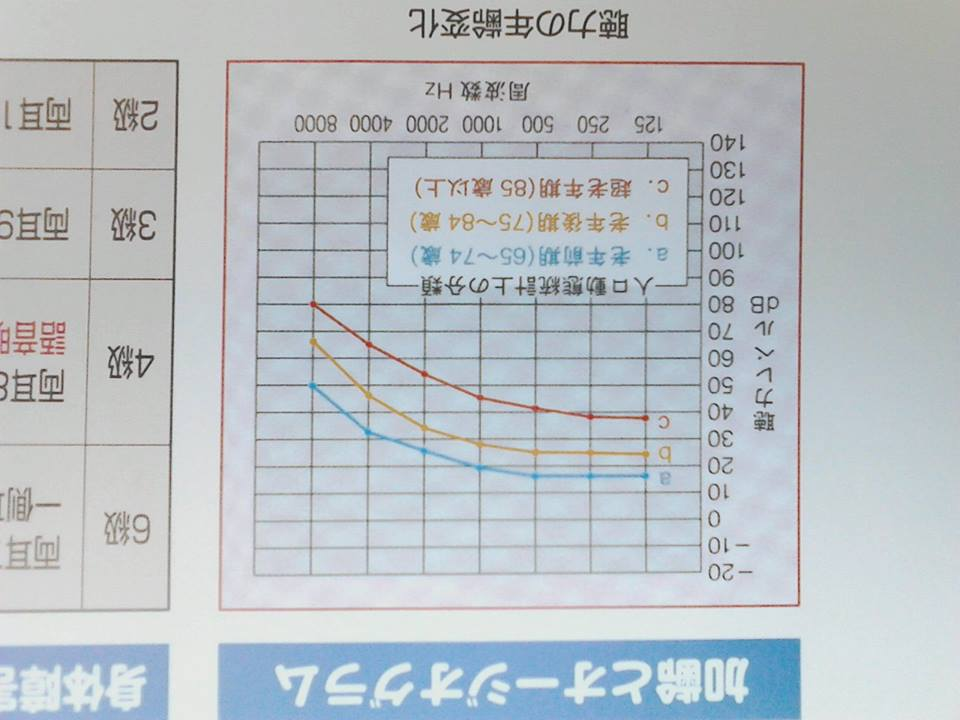 加齢とオージオグラム
-20
-10
0
10
20
30
40
50
60
70
80
90
100
110
120
130
140
聴力レベル dB
a
b
c
人口動態統計上の分類
a. 老年前期(65〜74歳)
b. 老年後期(75〜84歳)
c. 超老年期(85歳以上)
125 250 500 1000 2000 4000 8000
周波数 Hz
聴力の年齢変化
身体障害
6級 両耳
一側
4級 両耳8
語音明
3級 両耳9
2級 両耳1